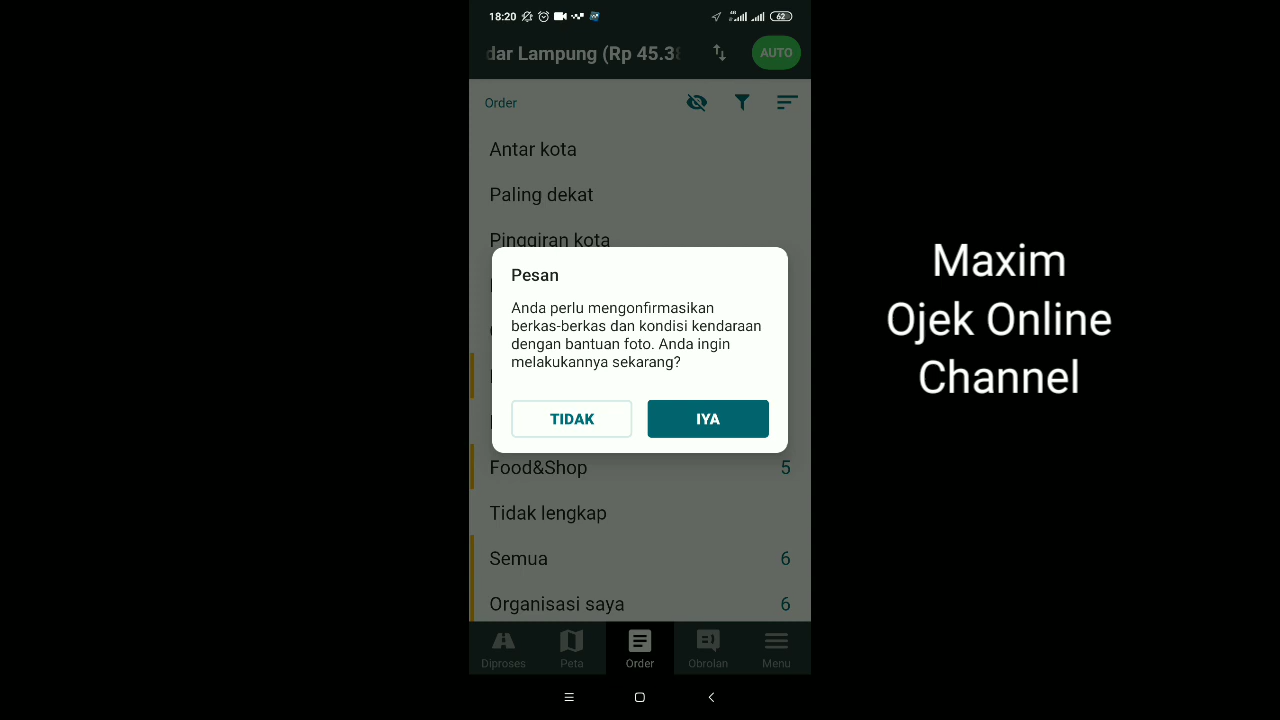 18:20
62
dar Lampung (Rp 45.38
AUTO
Order
Antar kota
Paling dekat
Pinggiran kota
Pesan
Anda perlu mengonfirmasikan
berkas-berkas dan kondisi kendaraan
dengan bantuan foto. Anda ingin
melakukannya sekarang?
TIDAK
IYA
Food&Shop 5
Tidak lengkap
Semua 6
Organisasi saya 6
Diproses
Peta
Order
Obrolan
Menu
Maxim
Ojek Online
Channel